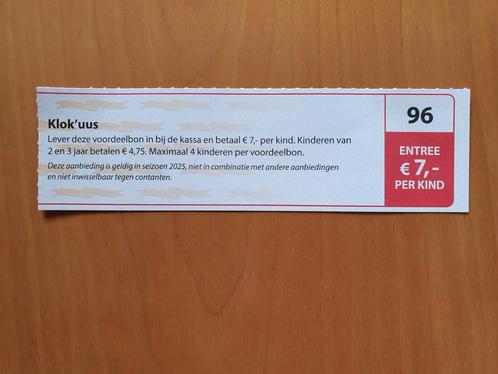 Klok'uus
Lever deze voordeelbon in bij de kassa en betaal € 7,- per kind. Kinderen van
2 en 3 jaar betalen € 4,75. Maximaal 4 kinderen per voordeelbon.
Deze aanbieding is geldig in seizoen 2025, niet in combinatie met andere aanbiedingen
en niet inwisselbaar tegen contanten.
96
ENTREE
€ 7,-
PER KIND